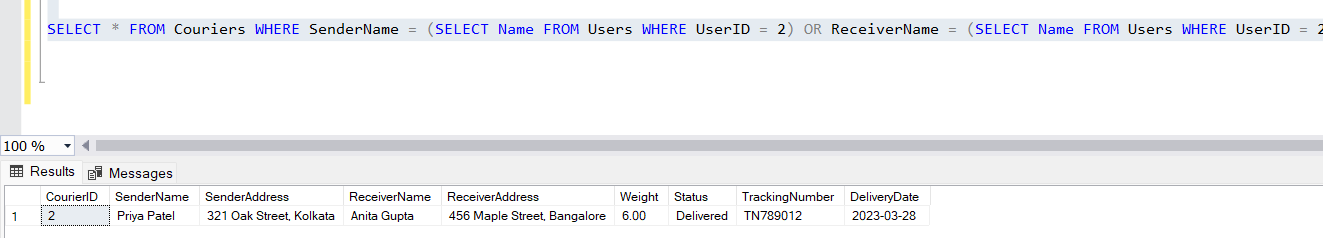 SELECT * FROM Couriers WHERE SenderName = (SELECT Name FROM Users WHERE UserID = 2) OR ReceiverName = (SELECT Name FROM Users WHERE UserID = 2
100 %
Results Messages
CourierID SenderName SenderAddress ReceiverName ReceiverAddress Weight Status TrackingNumber DeliveryDate
1 2 Priya Patel 321 Oak Street, Kolkata Anita Gupta 456 Maple Street, Bangalore 6.00 Delivered TN789012 2023-03-28